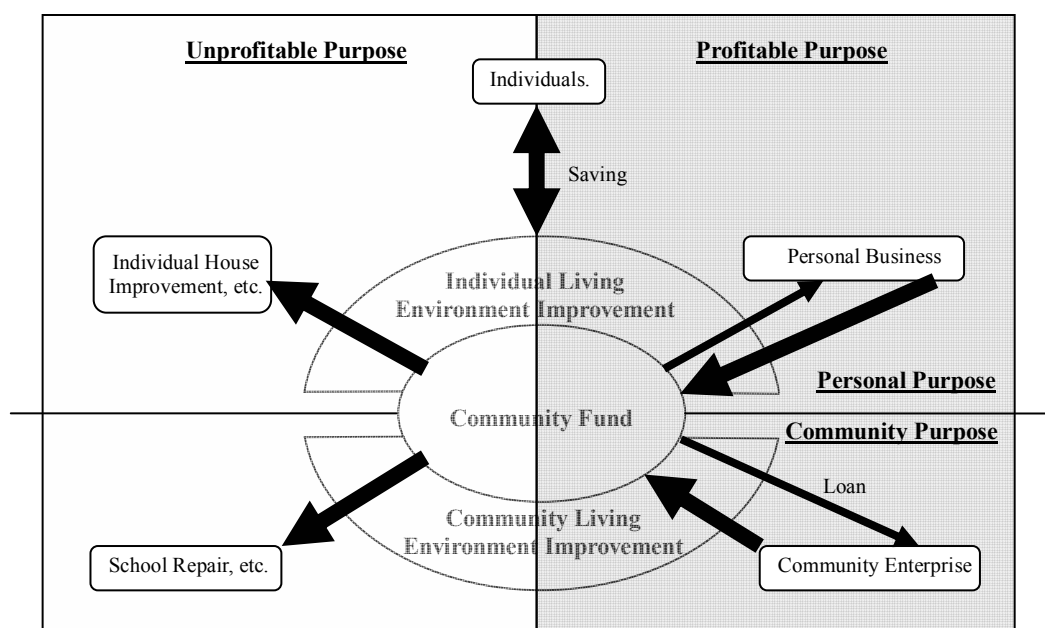 Unprofitable Purpose
Profitable Purpose
Individuals.
Saving
Individual House
Improvement, etc.
Individual Living
Environment Improvement
Personal Business
Personal Purpose
Community Fund
Community Purpose
Loan
Community Living
Environment Improvement
School Repair, etc.
Community Enterprise